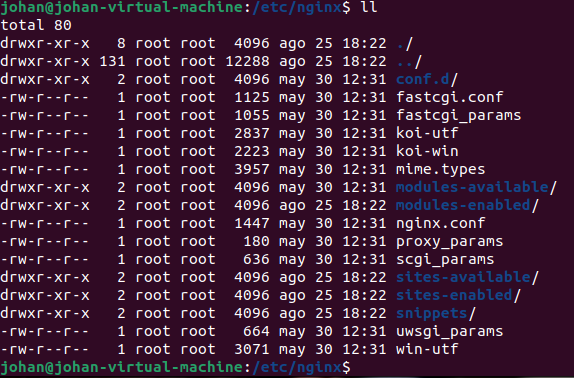 johan@johan-virtual-machine:/etc/nginx$ ll
total 80
drwxr-xr-x   8 root root  4096 ago 25 18:22 ./
drwxr-xr-x 131 root root 12288 ago 25 18:22 ../
drwxr-xr-x   2 root root  4096 may 30 12:31 conf.d/
-rw-r--r--   1 root root  1125 may 30 12:31 fastcgi.conf
-rw-r--r--   1 root root  1055 may 30 12:31 fastcgi_params
-rw-r--r--   1 root root  2837 may 30 12:31 koi-utf
-rw-r--r--   1 root root  2223 may 30 12:31 koi-win
-rw-r--r--   1 root root  3957 may 30 12:31 mime.types
drwxr-xr-x   2 root root  4096 may 30 12:31 modules-available/
drwxr-xr-x   2 root root  4096 ago 25 18:22 modules-enabled/
-rw-r--r--   1 root root  1447 may 30 12:31 nginx.conf
-rw-r--r--   1 root root   180 may 30 12:31 proxy_params
-rw-r--r--   1 root root   636 may 30 12:31 scgi_params
drwxr-xr-x   2 root root  4096 ago 25 18:22 sites-available/
drwxr-xr-x   2 root root  4096 ago 25 18:22 sites-enabled/
drwxr-xr-x   2 root root  4096 ago 25 18:22 snippets/
-rw-r--r--   1 root root   664 may 30 12:31 uwsgi_params
-rw-r--r--   1 root root  3071 may 30 12:31 win-utf
johan@johan-virtual-machine:/etc/nginx$